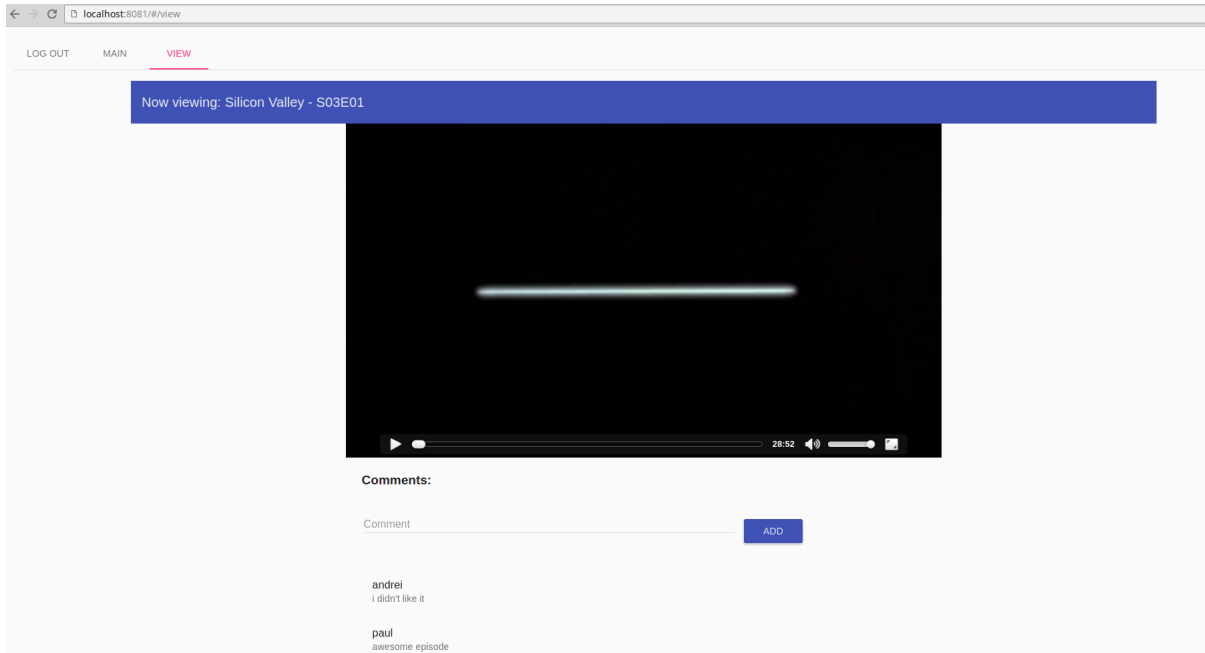 localhost:8081/#/view
LOG OUT MAIN VIEW
Now viewing: Silicon Valley - S03E01
28:52
Comments:
Comment
ADD
andrei
i didn't like it
paul
awesome episode